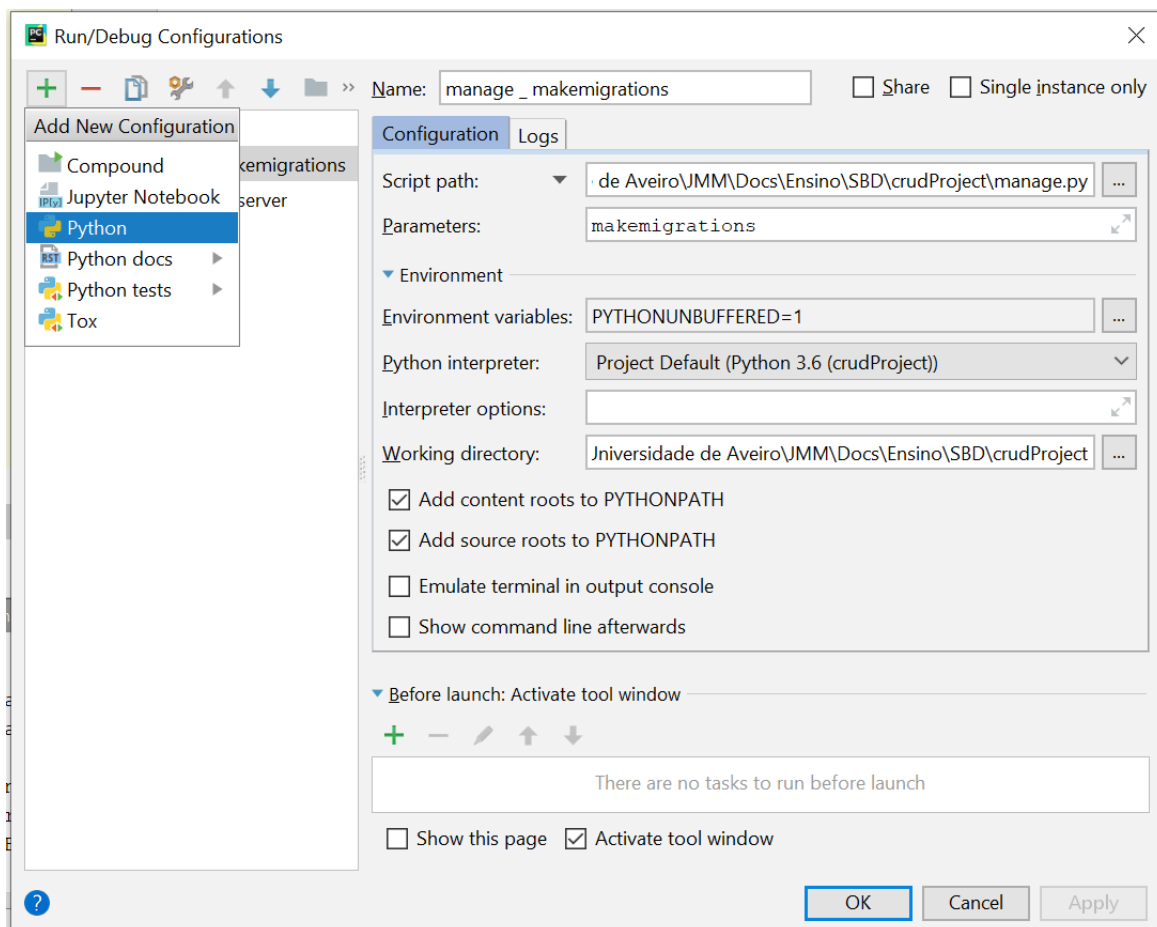 Run/Debug Configurations
Name: manage _ makemigrations Share Single instance only
Add New Configuration
Compound
Jupyter Notebook
Python
Python docs
Python tests
Tox
kemigrations
server
Configuration Logs
Script path: de Aveiro\JMM\Docs\Ensino\SBD\crudProject\manage.py ...
Parameters: makemigrations
Environment
Environment variables: PYTHONUNBUFFERED=1 ...
Python interpreter: Project Default (Python 3.6 (crudProject))
Interpreter options:
Working directory: Universidade de Aveiro\JMM\Docs\Ensino\SBD\crudProject ...
Add content roots to PYTHONPATH
Add source roots to PYTHONPATH
Emulate terminal in output console
Show command line afterwards
Before launch: Activate tool window
There are no tasks to run before launch
Show this page Activate tool window
? OK Cancel Apply